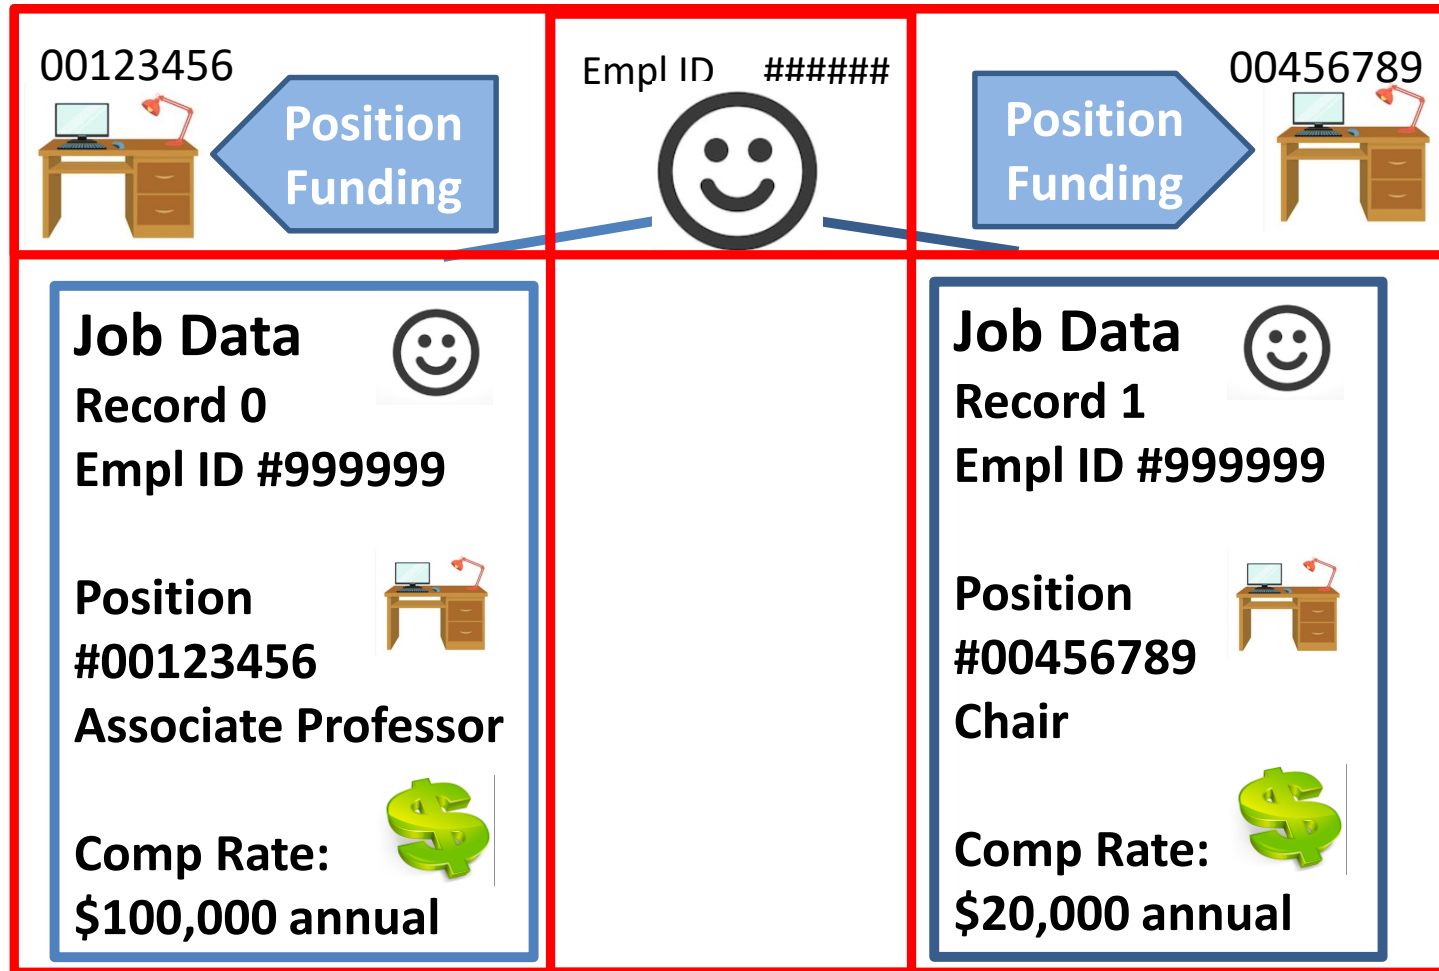 00123456
Position
Funding
Empl ID ######
Position
Funding
00456789
Job Data
Record 0
Empl ID #999999
Position
#00123456
Associate Professor
Comp Rate:
$100,000 annual
Job Data
Record 1
Empl ID #999999
Position
#00456789
Chair
Comp Rate:
$20,000 annual